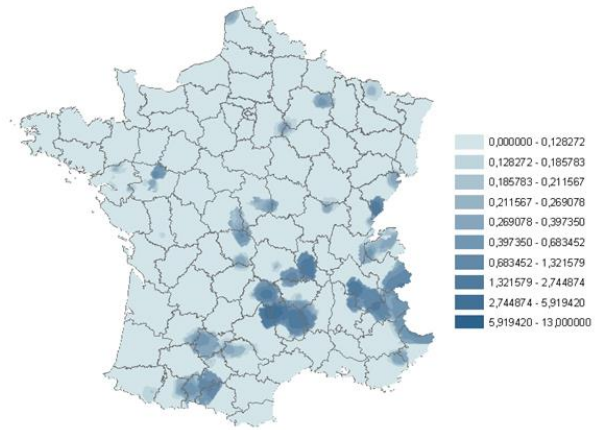 0,000000 - 0,128272
0,128272 - 0,185783
0,185783 - 0,211567
0,211567 - 0,269078
0,269078 - 0,397350
0,397350 - 0,683452
0,683452 - 1,321579
1,321579 - 2,744874
2,744874 - 5,919420
5,919420 - 13,000000